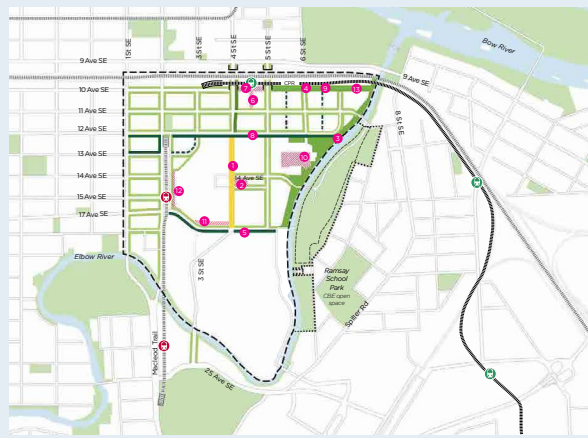 1 St SE
3 St SE
4 St SE
5 St SE
6 St SE
Bow River
9 Ave SE
9 Ave SE
CPR
10 Ave SE
7
4
9
13
6
11 Ave SE
8 St SE
12 Ave SE
8
3
13 Ave SE
10
1
14 Ave SE
14 Ave SE
2
12
15 Ave SE
17 Ave SE
11
5
Elbow River
3 St SE
Ramsay
School
Park
CBE open
space
Spiller Rd
Macleod Trail
25 Ave SE